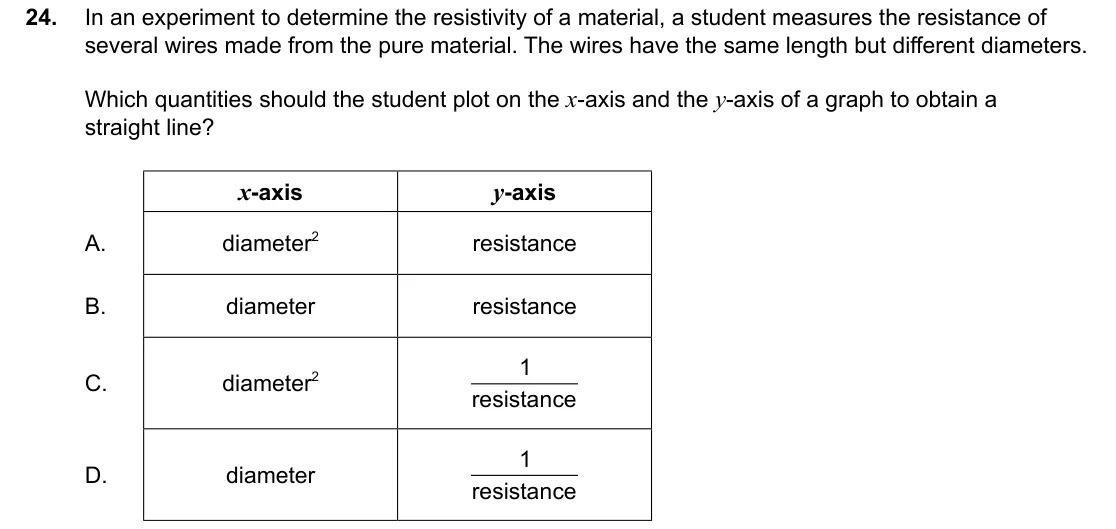 24. In an experiment to determine the resistivity of a material, a student measures the resistance of
several wires made from the pure material. The wires have the same length but different diameters.
Which quantities should the student plot on the x-axis and the y-axis of a graph to obtain a
straight line?
x-axis y-axis
A. diameter² resistance
B. diameter resistance
C. diameter² 1/resistance
D. diameter 1/resistance